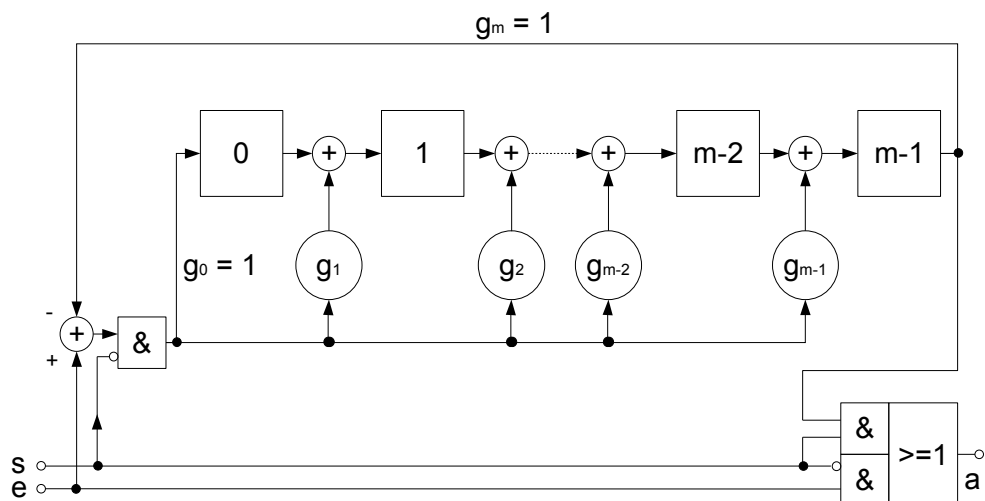 gm = 1
0 + 1 + + m-2 + m-1
g0 = 1 g1 g2 gm-2 gm-1
-
+ &
+
&
s >=1
e & a